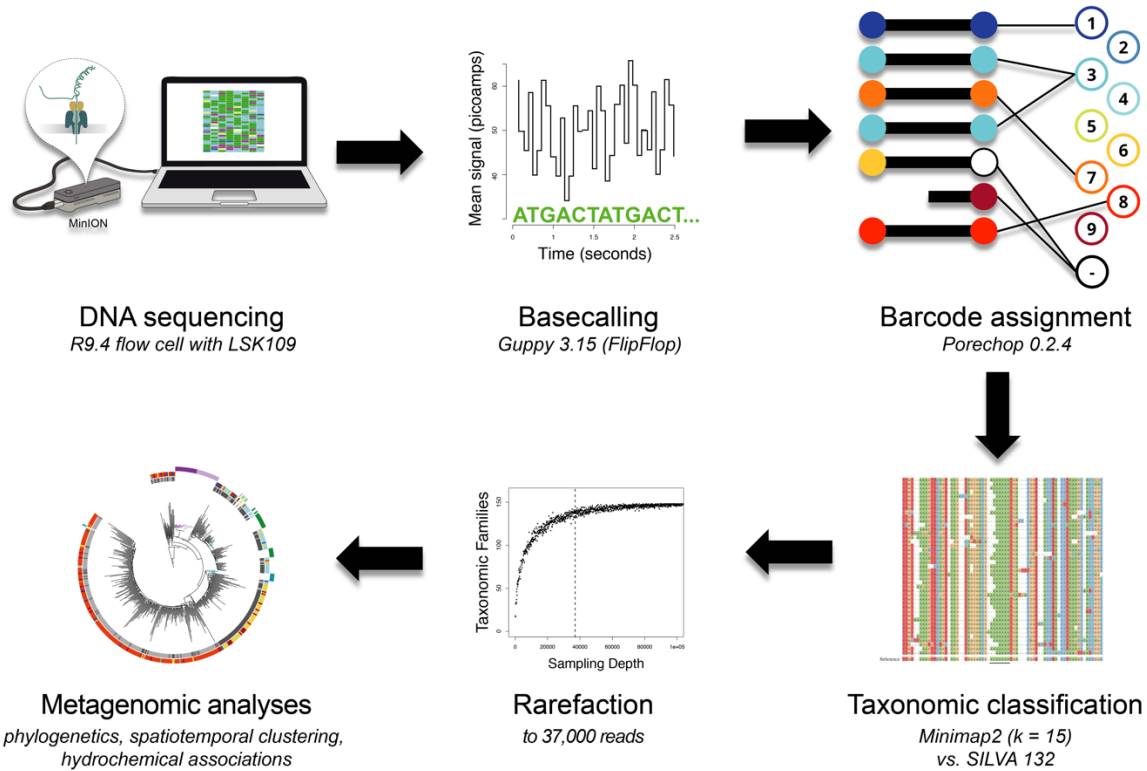 MinION
DNA sequencing
R9.4 flow cell with LSK109
Mean signal (picoamps)
40 50 60
ATGACTATGACT...
0 1 1.5 2 2.5
Time (seconds)
Basecalling
Guppy 3.15 (FlipFlop)
1
2
3
4
5
6
7
8
9
-
Barcode assignment
Porechop 0.2.4
Reference
Taxonomic classification
Minimap2 (k = 15)
vs. SILVA 132
Taxonomic Families
0 50 100 150
0 20000 40000 60000 80000 1e+05
Sampling Depth
Rarefaction
to 37,000 reads
Metagenomic analyses
phylogenetics, spatiotemporal clustering,
hydrochemical associations